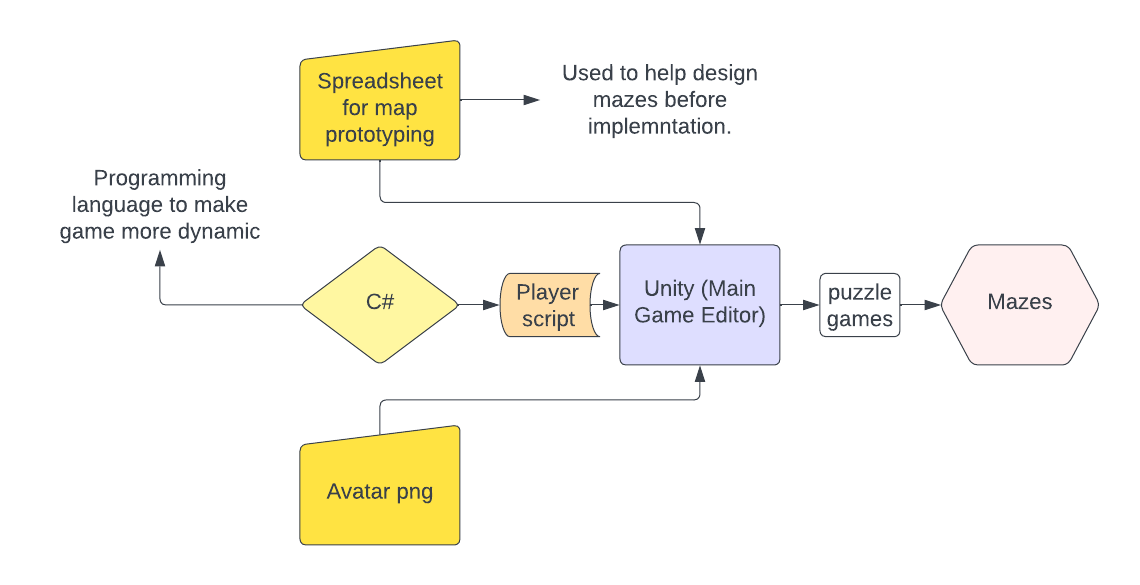 Spreadsheet
for map
prototyping
Used to help design
mazes before
implemntation.
Programming
language to make
game more dynamic
C#
Player
script
Unity (Main
Game Editor)
puzzle
games
Mazes
Avatar png